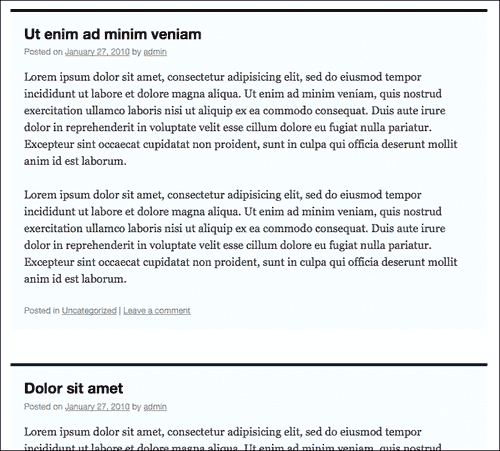 Ut enim ad minim veniam
Posted on January 27, 2010 by admin
Lorem ipsum dolor sit amet, consectetur adipisicing elit, sed do eiusmod tempor
incididunt ut labore et dolore magna aliqua. Ut enim ad minim veniam, quis nostrud
exercitation ullamco laboris nisi ut aliquip ex ea commodo consequat. Duis aute irure
dolor in reprehenderit in voluptate velit esse cillum dolore eu fugiat nulla pariatur.
Excepteur sint occaecat cupidatat non proident, sunt in culpa qui officia deserunt mollit
anim id est laborum.
Lorem ipsum dolor sit amet, consectetur adipisicing elit, sed do eiusmod tempor
incididunt ut labore et dolore magna aliqua. Ut enim ad minim veniam, quis nostrud
exercitation ullamco laboris nisi ut aliquip ex ea commodo consequat. Duis aute irure
dolor in reprehenderit in voluptate velit esse cillum dolore eu fugiat nulla pariatur.
Excepteur sint occaecat cupidatat non proident, sunt in culpa qui officia deserunt mollit
anim id est laborum.
Posted in Uncategorized | Leave a comment
Dolor sit amet
Posted on January 27, 2010 by admin
Lorem ipsum dolor sit amet, consectetur adipisicing elit, sed do eiusmod tempor
incididunt ut labore et dolore magna aliqua. Ut enim ad minim veniam, quis nostrud